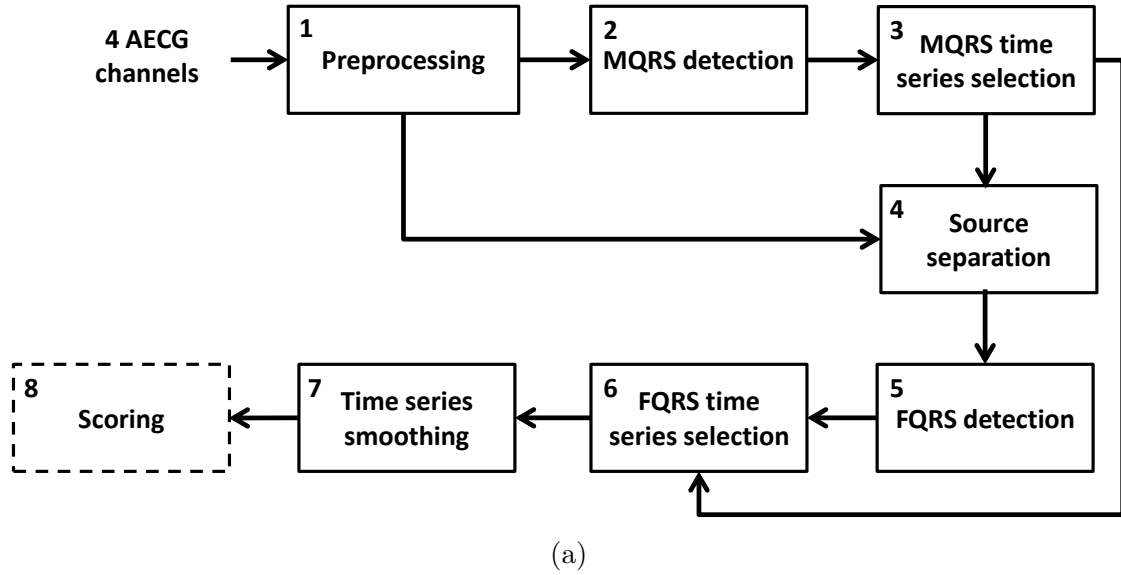 4 AECG
channels
1
Preprocessing
2
MQRS detection
3
MQRS time
series selection
4
Source
separation
8
Scoring
7
Time series
smoothing
6
FQRS time
series selection
5
FQRS detection
(a)